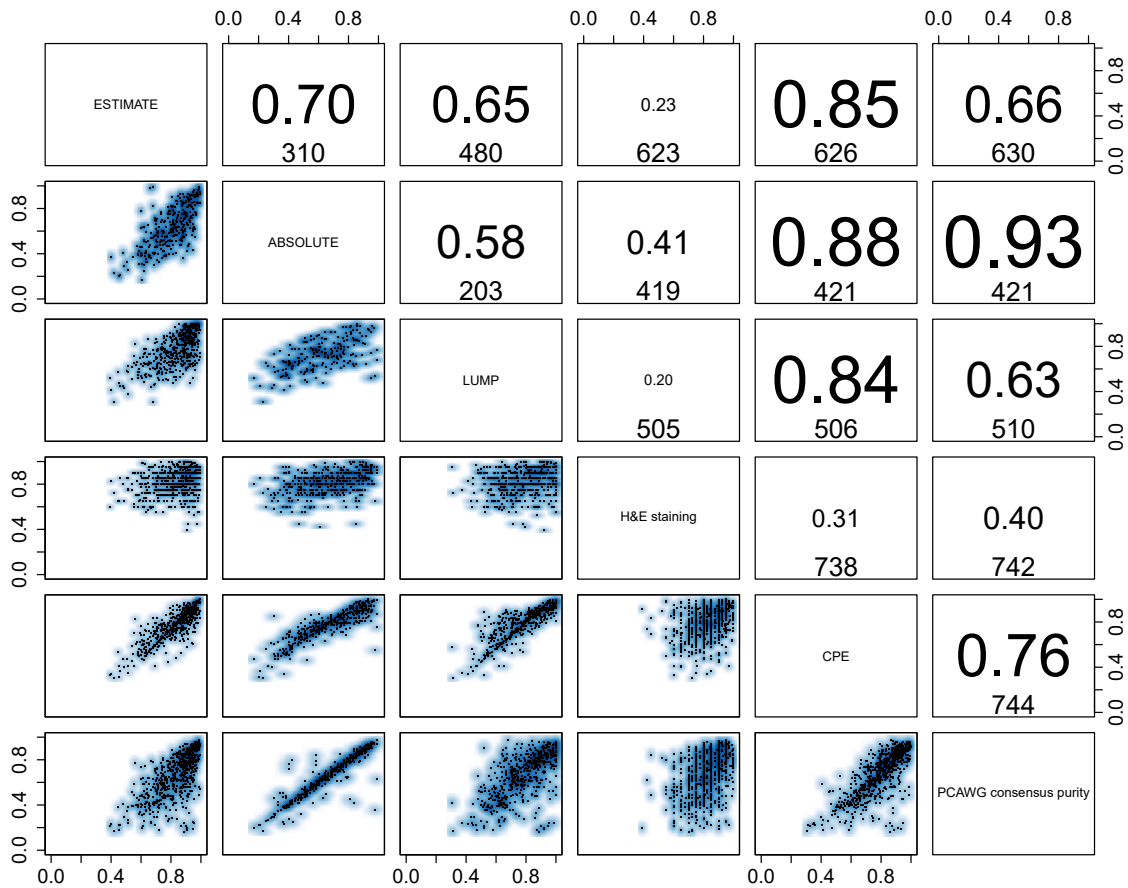 0.0 0.4 0.8 0.0 0.4 0.8 0.0 0.4 0.8
ESTIMATE 0.70 0.65 0.23 0.85 0.66 0.0 0.4 0.8
310 480 623 626 630
0.0 0.4 0.8 ABSOLUTE 0.58 0.41 0.88 0.93
203 419 421 421
LUMP 0.20 0.84 0.63 0.0 0.4 0.8
505 506 510
0.0 0.4 0.8 H&E staining 0.31 0.40
738 742
CPE 0.76 0.0 0.4 0.8
744
0.0 0.4 0.8 PCAWG consensus purity
0.0 0.4 0.8 0.0 0.4 0.8 0.0 0.4 0.8